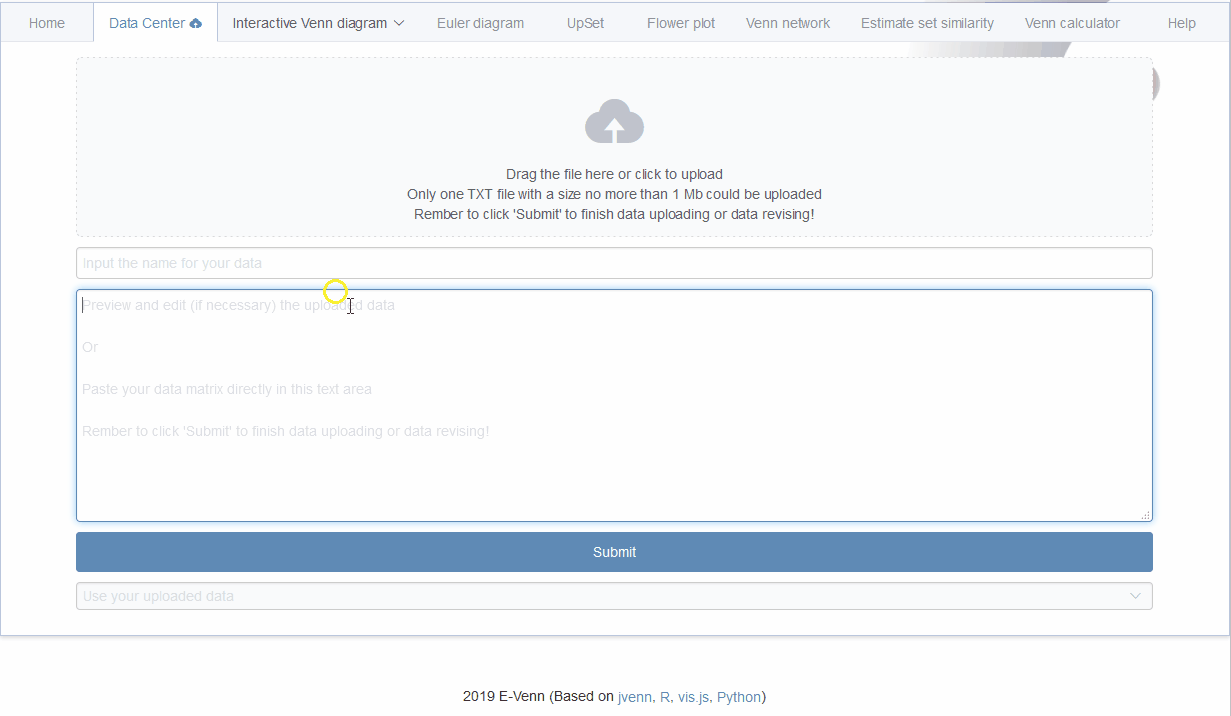 Home Data Center Interactive Venn diagram Euler diagram UpSet Flower plot Venn network Estimate set similarity Venn calculator Help
Drag the file here or click to upload
Only one TXT file with a size no more than 1 Mb could be uploaded
Rember to click 'Submit' to finish data uploading or data revising!
Input the name for your data
Preview and edit (if necessary) the uploaded data
Or
Paste your data matrix directly in this text area
Rember to click 'Submit' to finish data uploading or data revising!
Submit
Use your uploaded data
2019 E-Venn (Based on jvenn, R, vis.js, Python)